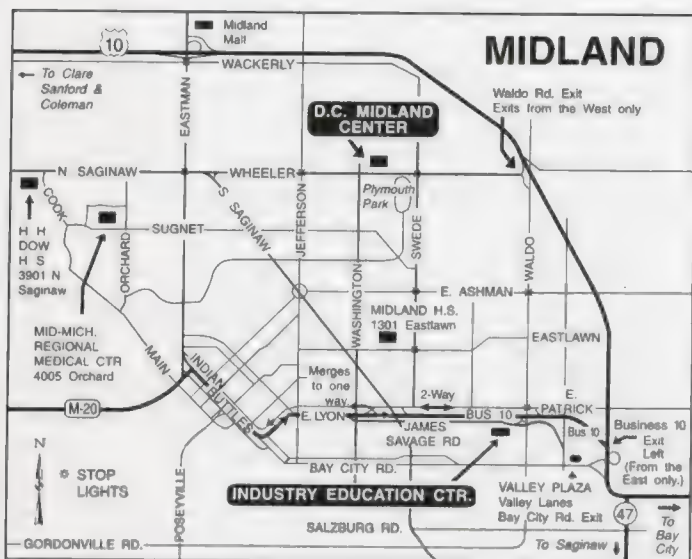 10
Midland
Mall
MIDLAND
WACKERLY
← To Clare
Sanford &
Coleman
EASTMAN
Waldo Rd. Exit
Exits from the West only
D.C. MIDLAND
CENTER
N SAGINAW
WHEELER
S SAGINAW
Plymouth
Park
COOK
SUGNET
ORCHARD
JEFFERSON
WASHINGTON
SWEDE
WALDO
H H
DOW
H S
3901 N
Saginaw
MID-MICH.
REGIONAL
MEDICAL CTR
4005 Orchard
E. ASHMAN
MIDLAND H.S.
1301 Eastlawn
EASTLAWN
MAIN
INDIAN
BUTTLES
Merges
to one
way
2-Way
E.
PATRICK
M-20
E. LYON
BUS 10
JAMES
SAVAGE RD
Bus 10
Business 10
Exit
Left
(From the
East only.)
N
S
STOP
LIGHTS
POSEYVILLE
BAY CITY RD.
INDUSTRY EDUCATION CTR.
VALLEY PLAZA
Valley Lanes
Bay City Rd. Exit
47
To
Bay
City
GORDONVILLE RD.
SALZBURG RD.
To Saginaw ↓